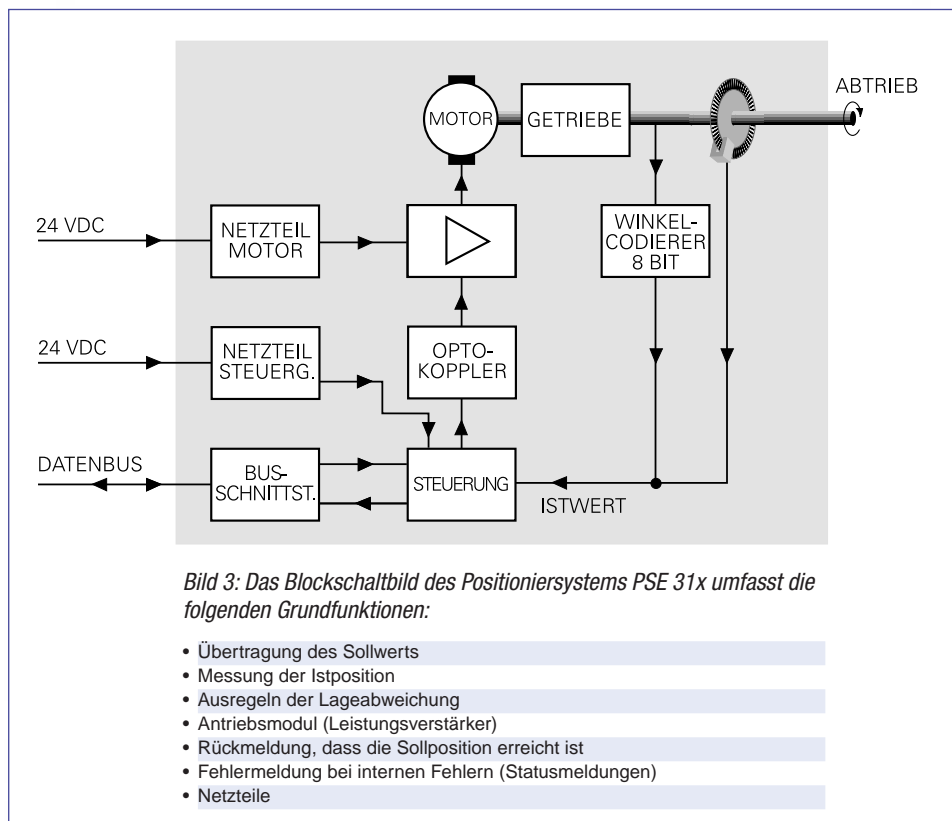 ABTRIEB
MOTOR
GETRIEBE
24 VDC
NETZTEIL
MOTOR
WINKEL-
CODIERER
8 BIT
24 VDC
NETZTEIL
STEUERG.
OPTO-
KOPPLER
DATENBUS
BUS-
SCHNITTST.
STEUERUNG
ISTWERT
Bild 3: Das Blockschaltbild des Positioniersystems PSE 31x umfasst die
folgenden Grundfunktionen:
• Übertragung des Sollwerts
• Messung der Istposition
• Ausregeln der Lageabweichung
• Antriebsmodul (Leistungsverstärker)
• Rückmeldung, dass die Sollposition erreicht ist
• Fehlermeldung bei internen Fehlern (Statusmeldungen)
• Netzteile